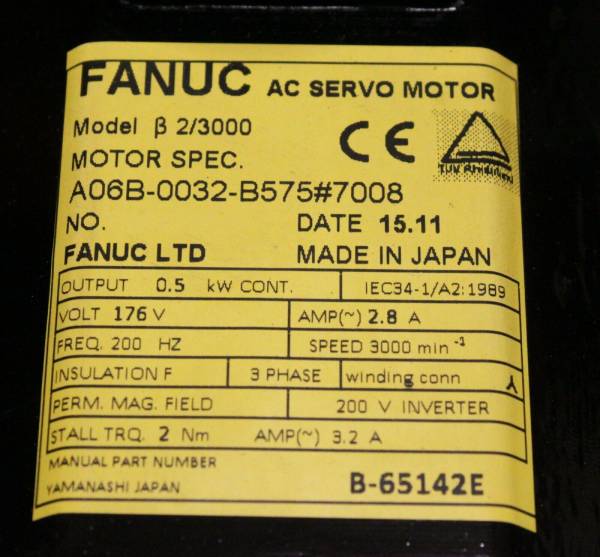 FANUC AC SERVO MOTOR
Model β 2/3000
MOTOR SPEC.
A06B-0032-B575#7008
NO. DATE 15.11
FANUC LTD MADE IN JAPAN
CE
TUV
OUTPUT 0.5 kW CONT. IEC34-1/A2:1989
VOLT 176 V AMP(~) 2.8 A
FREQ. 200 HZ SPEED 3000 min⁻¹
INSULATION F 3 PHASE winding conn
PERM. MAG. FIELD 200 V INVERTER
STALL TRQ. 2 Nm AMP(~) 3.2 A
MANUAL PART NUMBER
YAMANASHI JAPAN B-65142E